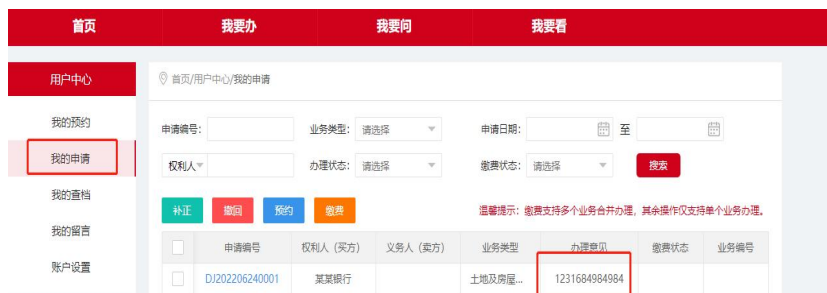 首页 我要办 我要问 我要看
用户中心
首页/用户中心/我的申请
我的预约
我的申请
我的查档
我的留言
账户设置
申请编号: 业务类型: 请选择 申请日期: 至
权利人 办理状态: 请选择 缴费状态: 请选择 搜索
补正 撤回 预约 缴费 温馨提示: 缴费支持多个业务合并办理, 其余操作仅支持单个业务办理。
申请编号 权利人 (买方) 义务人 (卖方) 业务类型 办理意见 缴费状态 业务编号
DJ202206240001 某某银行 土地及房屋... 1231684984984